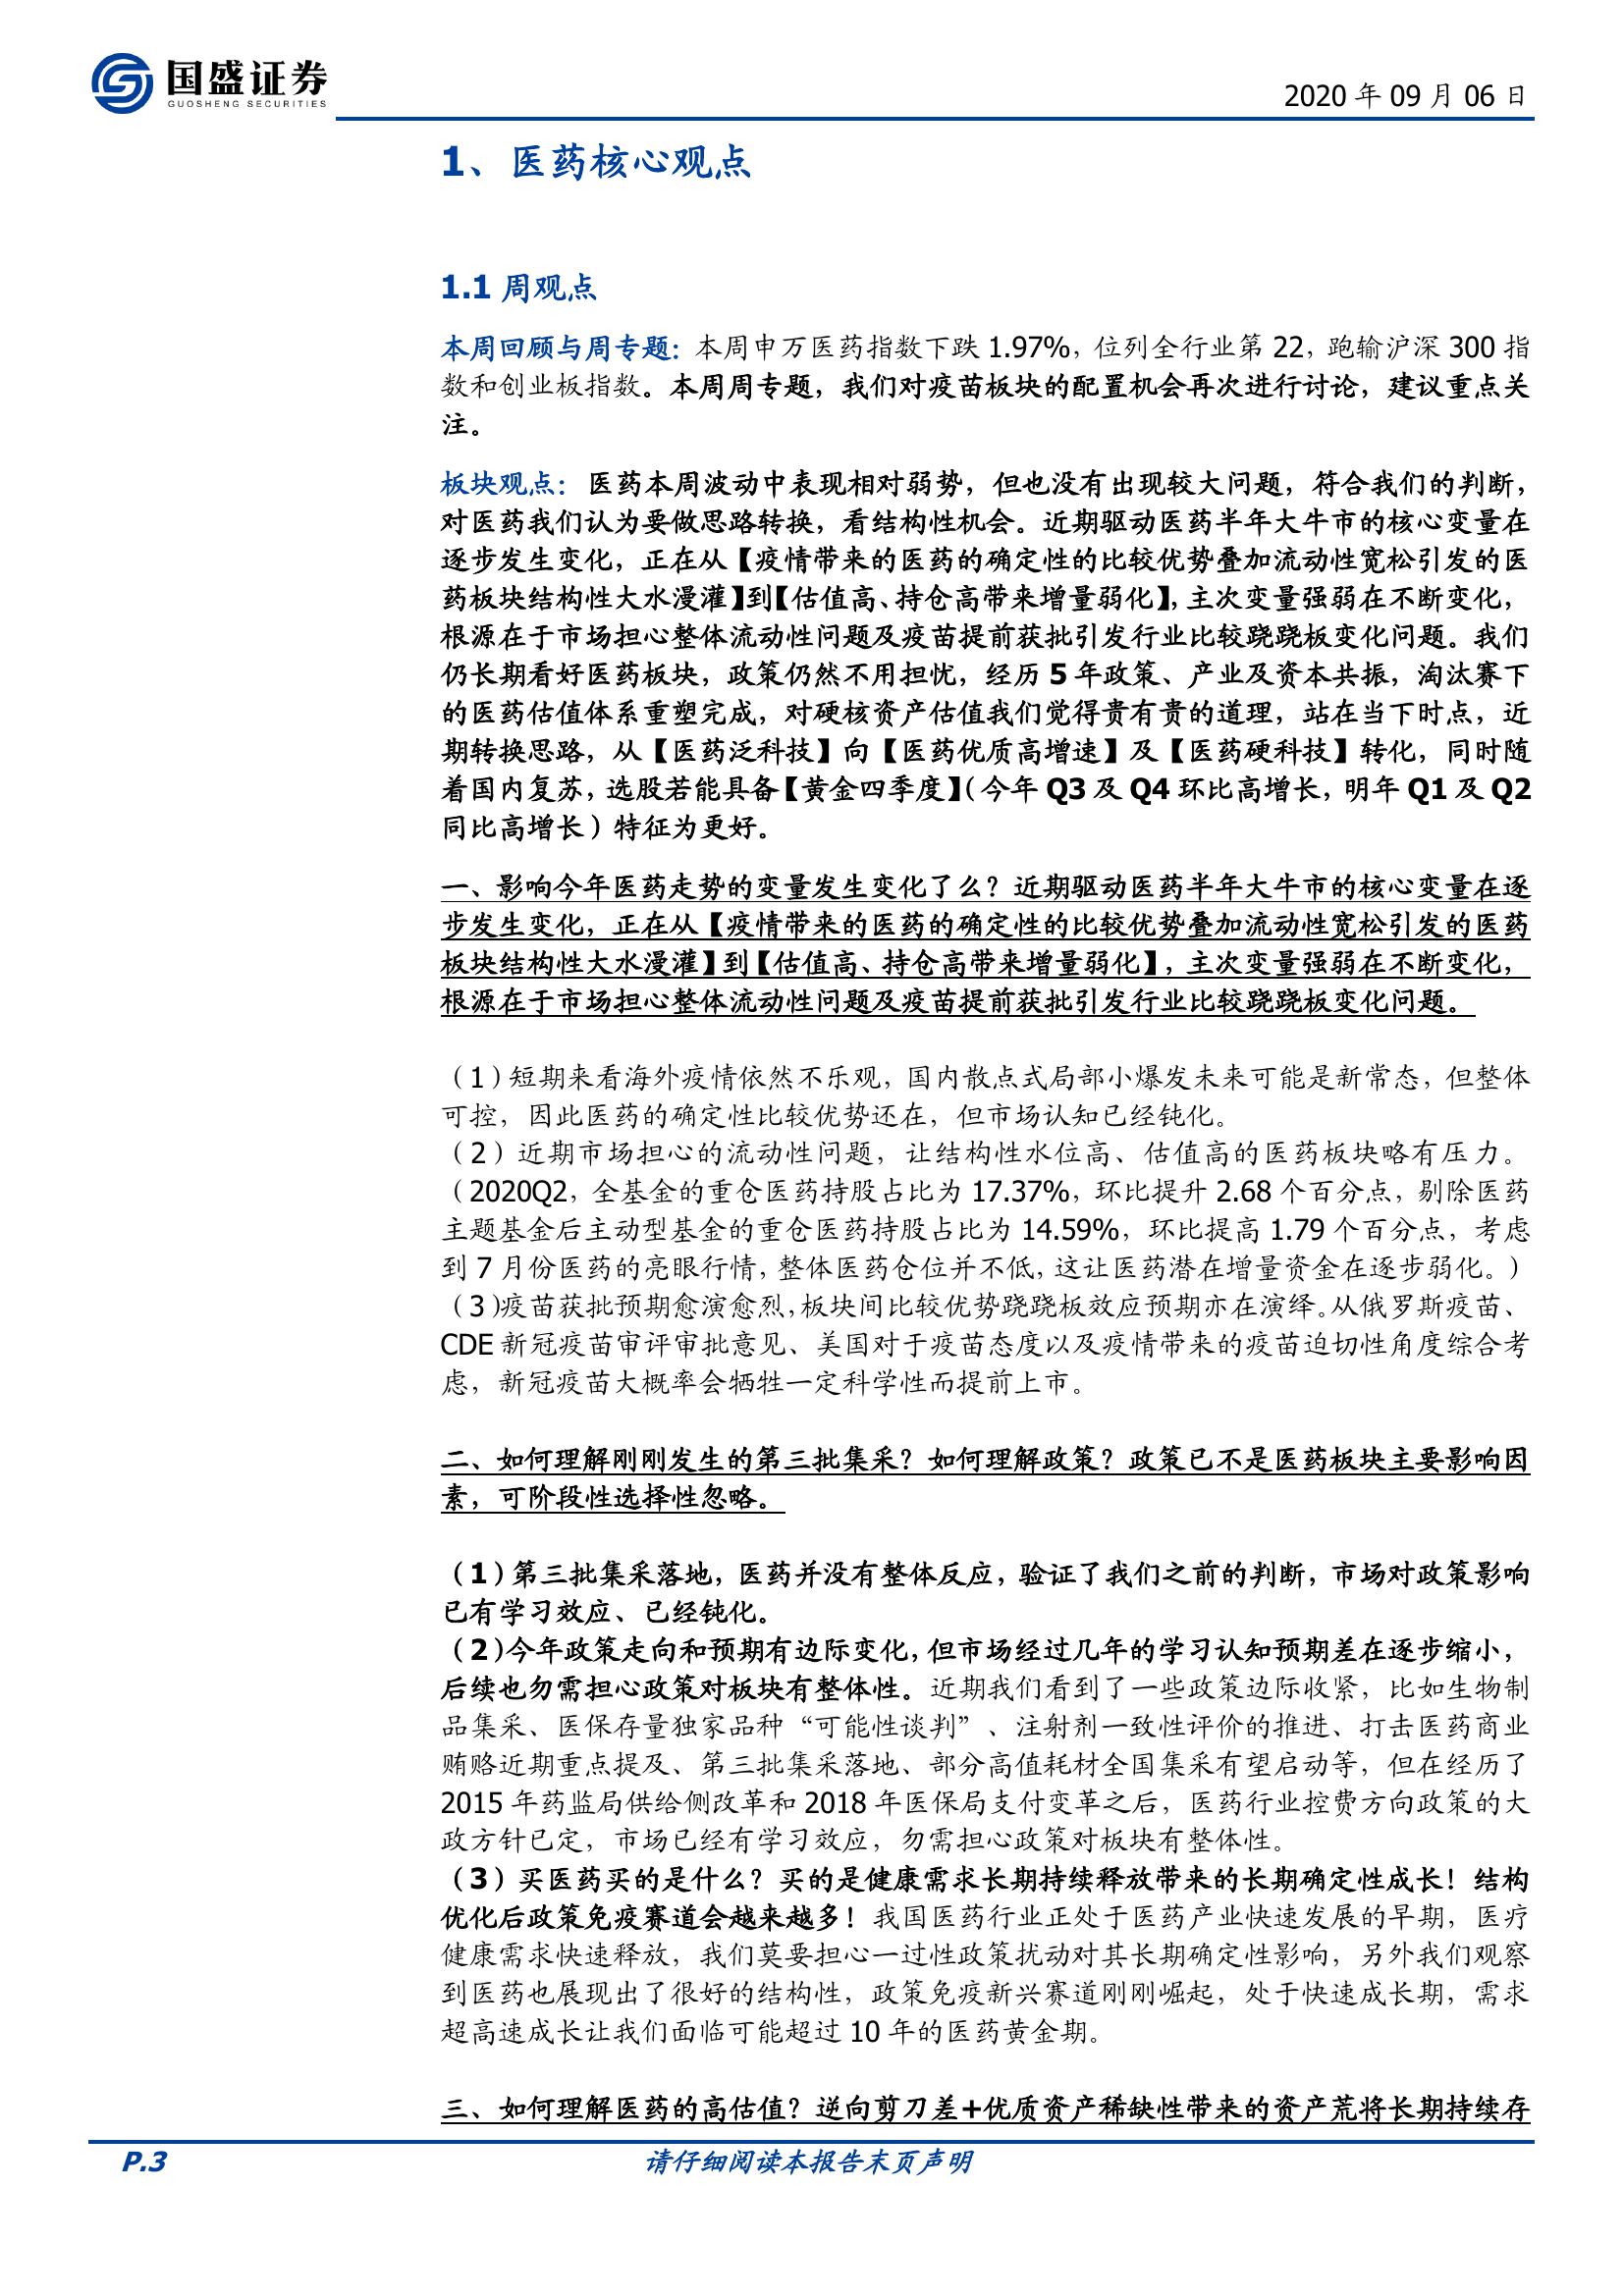 国盛证券
GUOSHENG SECURITIES
2020 年 09 月 06 日
1、医药核心观点
1.1 周观点
本周回顾与周专题：本周申万医药指数下跌 1.97%，位列全行业第 22，跑输沪深 300 指
数和创业板指数。本周周专题，我们对疫苗板块的配置机会再次进行讨论，建议重点关
注。
板块观点：医药本周波动中表现相对弱势，但也没有出现较大问题，符合我们的判断，
对医药我们认为要做思路转换，看结构性机会。近期驱动医药半年大牛市的核心变量在
逐步发生变化，正在从【疫情带来的医药的确定性的比较优势叠加流动性宽松引发的医
药板块结构性大水漫灌】到【估值高、持仓高带来增量弱化】，主次变量强弱在不断变化，
根源在于市场担心整体流动性问题及疫苗提前获批引发行业比较跷跷板变化问题。我们
仍长期看好医药板块，政策仍然不用担忧，经历 5 年政策、产业及资本共振，淘汰赛下
的医药估值体系重塑完成，对硬核资产估值我们觉得贵有贵的道理，站在当下时点，近
期转换思路，从【医药泛科技】向【医药优质高增速】及【医药硬科技】转化，同时随
着国内复苏，选股若能具备【黄金四季度】（今年 Q3 及 Q4 环比高增长，明年 Q1 及 Q2
同比高增长）特征为更好。
一、影响今年医药走势的变量发生变化了么？近期驱动医药半年大牛市的核心变量在逐
步发生变化，正在从【疫情带来的医药的确定性的比较优势叠加流动性宽松引发的医药
板块结构性大水漫灌】到【估值高、持仓高带来增量弱化】，主次变量强弱在不断变化，
根源在于市场担心整体流动性问题及疫苗提前获批引发行业比较跷跷板变化问题。
（1）短期来看海外疫情依然不乐观，国内散点式局部小爆发未来可能是新常态，但整体
可控，因此医药的确定性比较优势还在，但市场认知已经钝化。
（2）近期市场担心的流动性问题，让结构性水位高、估值高的医药板块略有压力。
（2020Q2，全基金的重仓医药持股占比为 17.37%，环比提升 2.68 个百分点，剔除医药
主题基金后主动型基金的重仓医药持股占比为 14.59%，环比提高 1.79 个百分点，考虑
到 7 月份医药的亮眼行情，整体医药仓位并不低，这让医药潜在增量资金在逐步弱化。）
（3）疫苗获批预期愈演愈烈，板块间比较优势跷跷板效应预期亦在演绎。从俄罗斯疫苗、
CDE 新冠疫苗审评审批意见、美国对于疫苗态度以及疫情带来的疫苗迫切性角度综合考
虑，新冠疫苗大概率会牺牲一定科学性而提前上市。
二、如何理解刚刚发生的第三批集采？如何理解政策？政策已不是医药板块主要影响因
素，可阶段性选择性忽略。
（1）第三批集采落地，医药并没有整体反应，验证了我们之前的判断，市场对政策影响
已有学习效应、已经钝化。
（2）今年政策走向和预期有边际变化，但市场经过几年的学习认知预期差在逐步缩小，
后续也勿需担心政策对板块有整体性。近期我们看到了一些政策边际收紧，比如生物制
品集采、医保存量独家品种“可能性谈判”、注射剂一致性评价的推进、打击医药商业
贿赂近期重点提及、第三批集采落地、部分高值耗材全国集采有望启动等，但在经历了
2015 年药监局供给侧改革和 2018 年医保局支付变革之后，医药行业控费方向政策的大
政方针已定，市场已经有学习效应，勿需担心政策对板块有整体性。
（3）买医药买的是什么？买的是健康需求长期持续释放带来的长期确定性成长！结构
优化后政策免疫赛道会越来越多！我国医药行业正处于医药产业快速发展的早期，医疗
健康需求快速释放，我们莫要担心一过性政策扰动对其长期确定性影响，另外我们观察
到医药也展现出了很好的结构性，政策免疫新兴赛道刚刚崛起，处于快速成长期，需求
超高速成长让我们面临可能超过 10 年的医药黄金期。
三、如何理解医药的高估值？逆向剪刀差+优质资产稀缺性带来的资产荒将长期持续存
P.3
请仔细阅读本报告末页声明